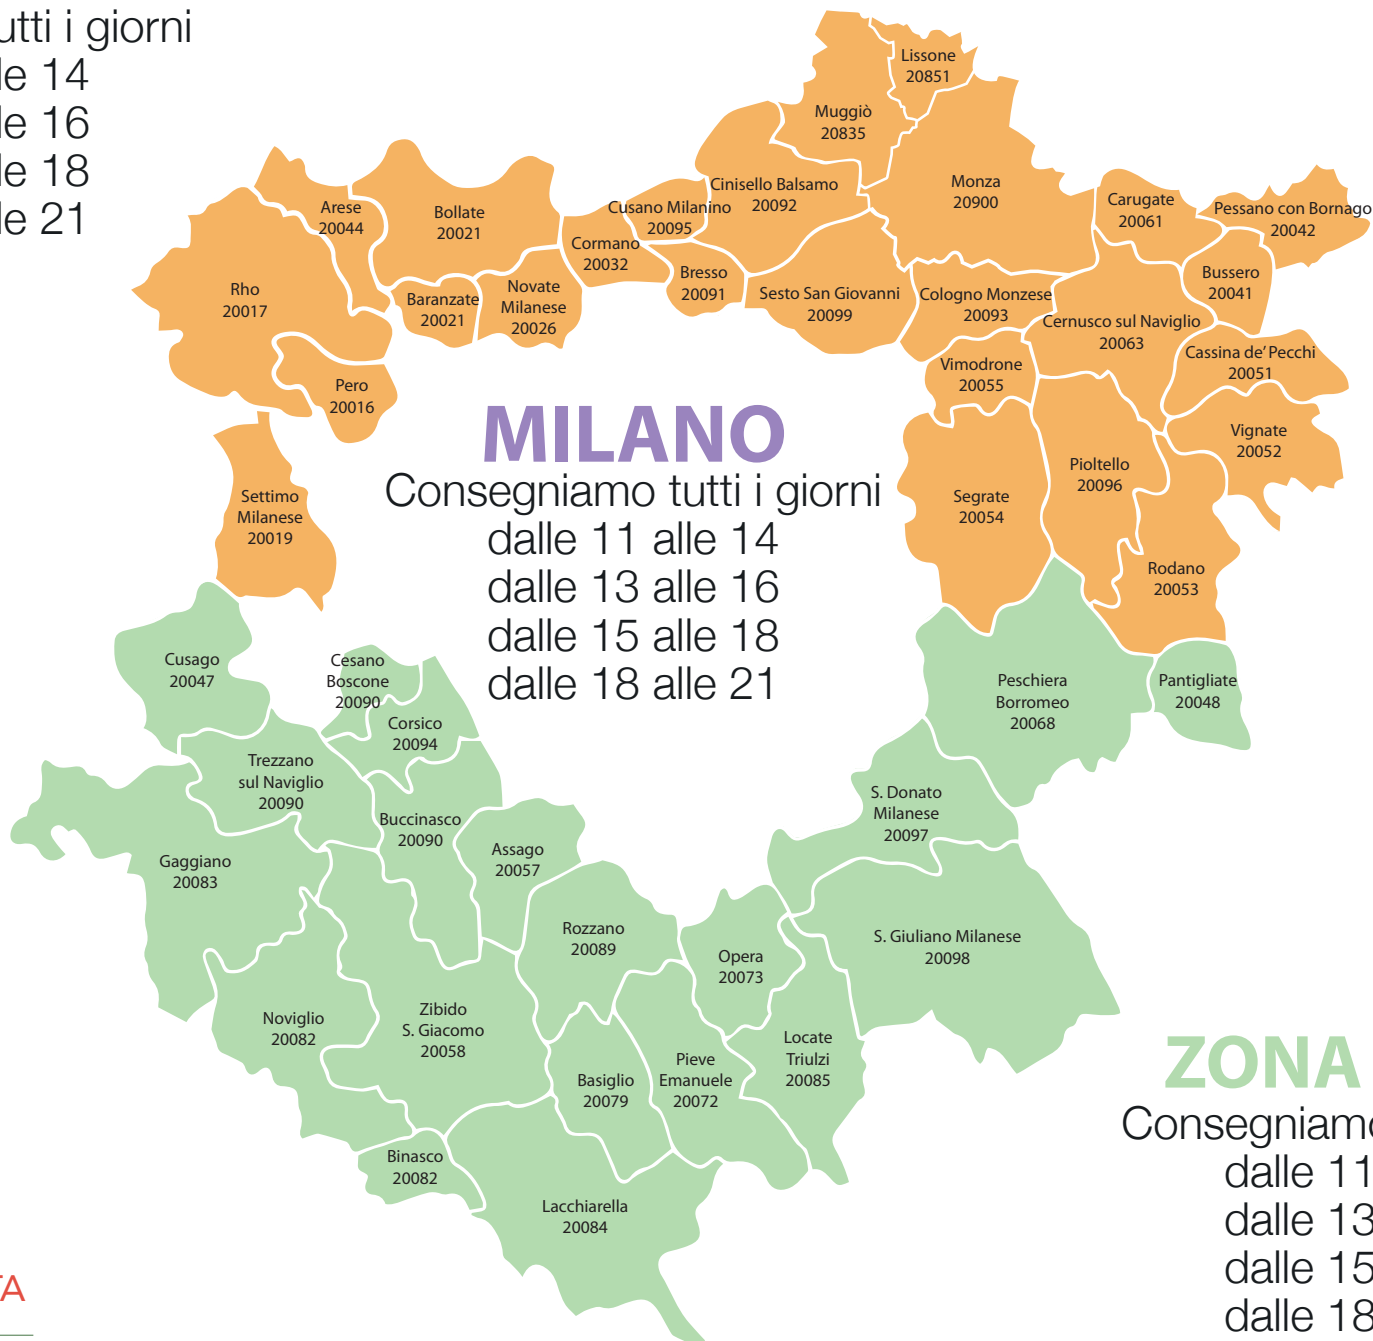 tutti i giorni
14
16
18
21
Lissone
20851
Muggiò
20835
Monza
20900
Cinisello Balsamo
20092
Carugate
20061
Pessano con Bornago
20042
Arese
20044
Bollate
20021
Cusano Milanino
20095
Cormano
20032
Bresso
20091
Bussero
20041
Rho
20017
Baranzate
20021
Novate
Milanese
20026
Sesto San Giovanni
20099
Cologno Monzese
20093
Cernusco sul Naviglio
20063
Cassina de' Pecchi
20051
Vimodrone
20055
Pero
20016
Vignate
20052
Pioltello
20096
Settimo
Milanese
20019
Segrate
20054
Rodano
20053
MILANO
Consegniamo tutti i giorni
dalle 11 alle 14
dalle 13 alle 16
dalle 15 alle 18
dalle 18 alle 21
Cusago
20047
Cesano
Boscone
20090
Corsico
20094
Peschiera
Borromeo
20068
Pantigliate
20048
Trezzano
sul Naviglio
20090
Buccinasco
20090
S. Donato
Milanese
20097
Gaggiano
20083
Assago
20057
Rozzano
20089
Opera
20073
S. Giuliano Milanese
20098
Noviglio
20082
Zibido
S. Giacomo
20058
Basiglio
20079
Pieve
Emanuele
20072
Locate
Triulzi
20085
Binasco
20082
Lacchiarella
20084
ZONA
Consegniamo
dalle 11
dalle 13
dalle 15
dalle 18